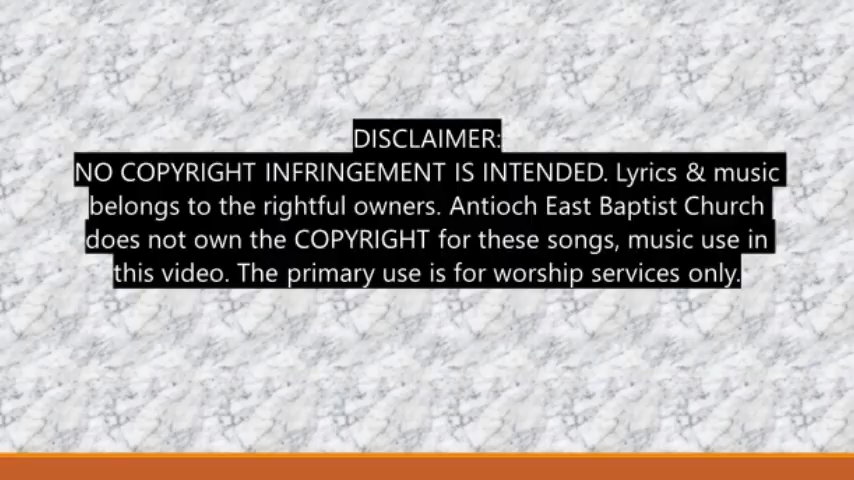 DISCLAIMER:
NO COPYRIGHT INFRINGEMENT IS INTENDED. Lyrics & music
belongs to the rightful owners. Antioch East Baptist Church
does not own the COPYRIGHT for these songs, music use in
this video. The primary use is for worship services only.